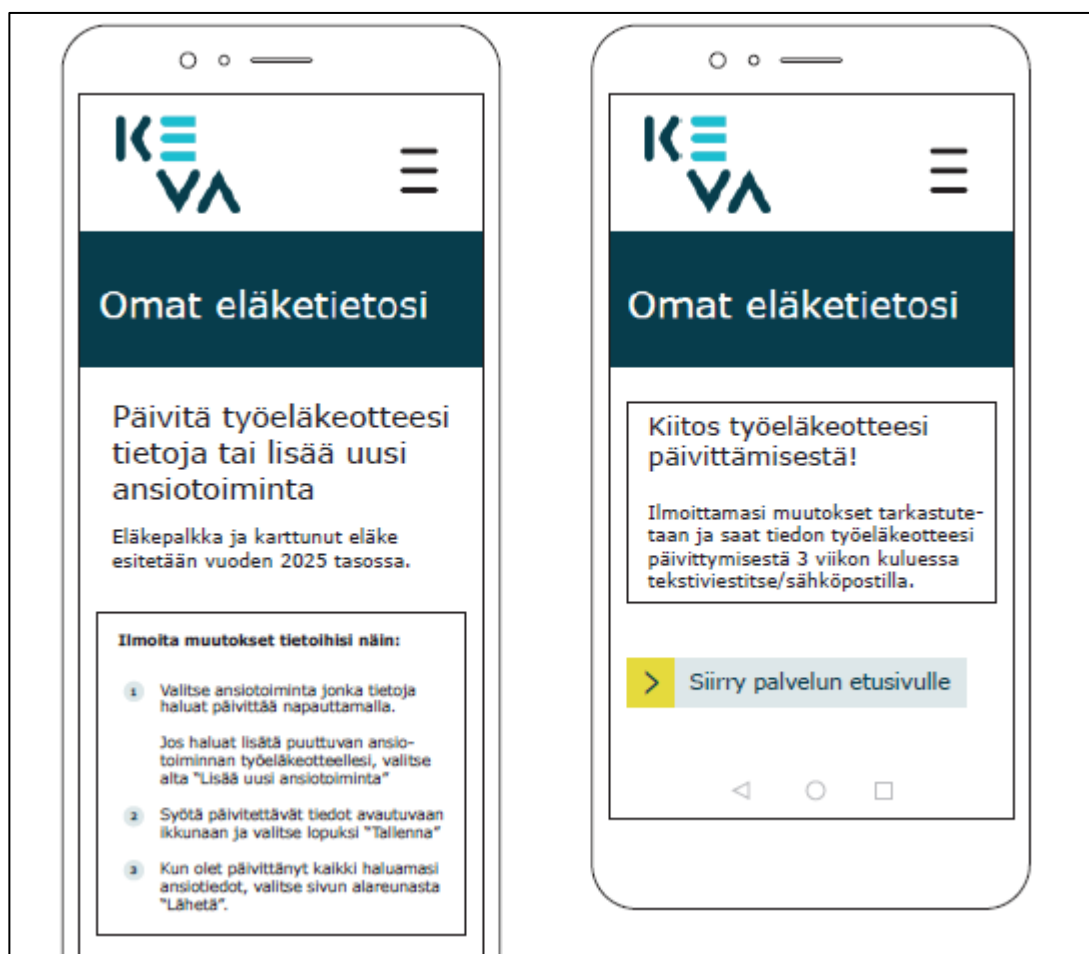 KE
VA
Omat eläketietosi
Päivitä työeläkeotteesi
tietoja tai lisää uusi
ansiotoiminta
Eläkepalkka ja karttunut eläke
esitetään vuoden 2025 tasossa.
Ilmoita muutokset tietoihisi näin:
1 Valitse ansiotoiminta jonka tietoja
haluat päivittää napauttamalla.
Jos haluat lisätä puuttuvan ansio-
toiminnan työeläkeotteellesi, valitse
alta "Lisää uusi ansiotoiminta"
2 Syötä päivitettävät tiedot avautuvaan
ikkunaan ja valitse lopuksi "Tallenna"
3 Kun olet päivittänyt kaikki haluamasi
ansiotiedot, valitse sivun alareunasta
"Lähetä".
KE
VA
Omat eläketietosi
Kiitos työeläkeotteesi
päivittämisestä!
Ilmoittamasi muutokset tarkastute-
taan ja saat tiedon työeläkeotteesi
päivittymisestä 3 viikon kuluessa
tekstiviestitse/sähköpostilla.
Siirry palvelun etusivulle